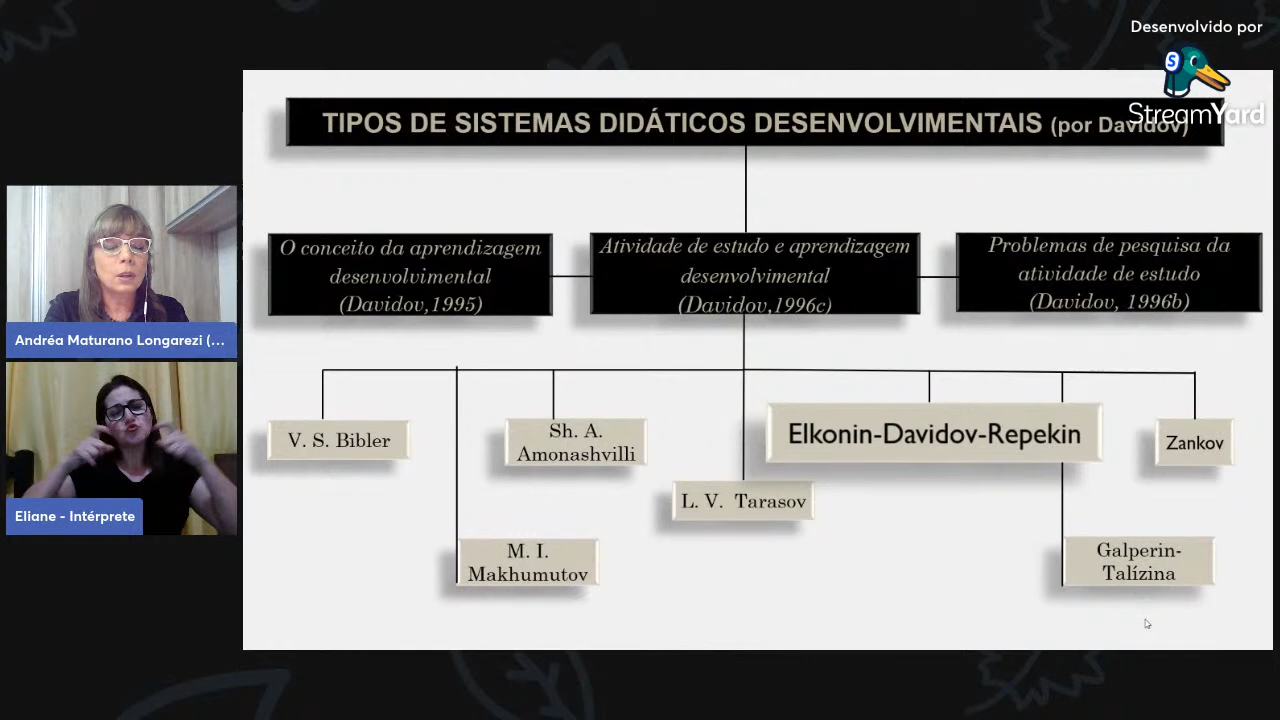 Desenvolvido por
StreamYard
TIPOS DE SISTEMAS DIDÁTICOS DESENVOLVIMENTAIS (por Davidov)
O conceito da aprendizagem
desenvolvimental
(Davidov,1995)
Atividade de estudo e aprendizagem
desenvolvimental
(Davidov,1996c)
Problemas de pesquisa da
atividade de estudo
(Davidov, 1996b)
Andréa Maturano Longarezi (...
Eliane - Intérprete
V. S. Bibler
Sh. A.
Amonashvilli
Elkonin-Davidov-Repekin
Zankov
L. V. Tarasov
M. I.
Makhumutov
Galperin-
Talízina